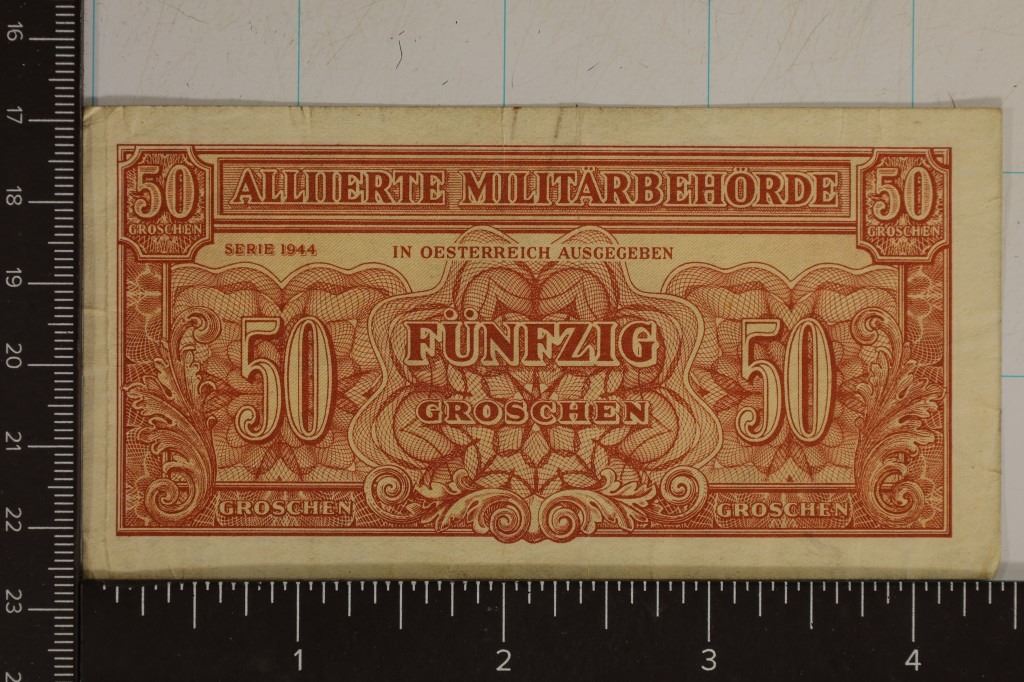 16
17
18
19
20
21
22
23
50 GROSCHEN
ALLIIERTE MILITÄRBEHÖRDE
50 GROSCHEN
SERIE 1944
IN OESTERREICH AUSGEGEBEN
50
FÜNFZIG
50
GROSCHEN
GROSCHEN
GROSCHEN
1 2 3 4